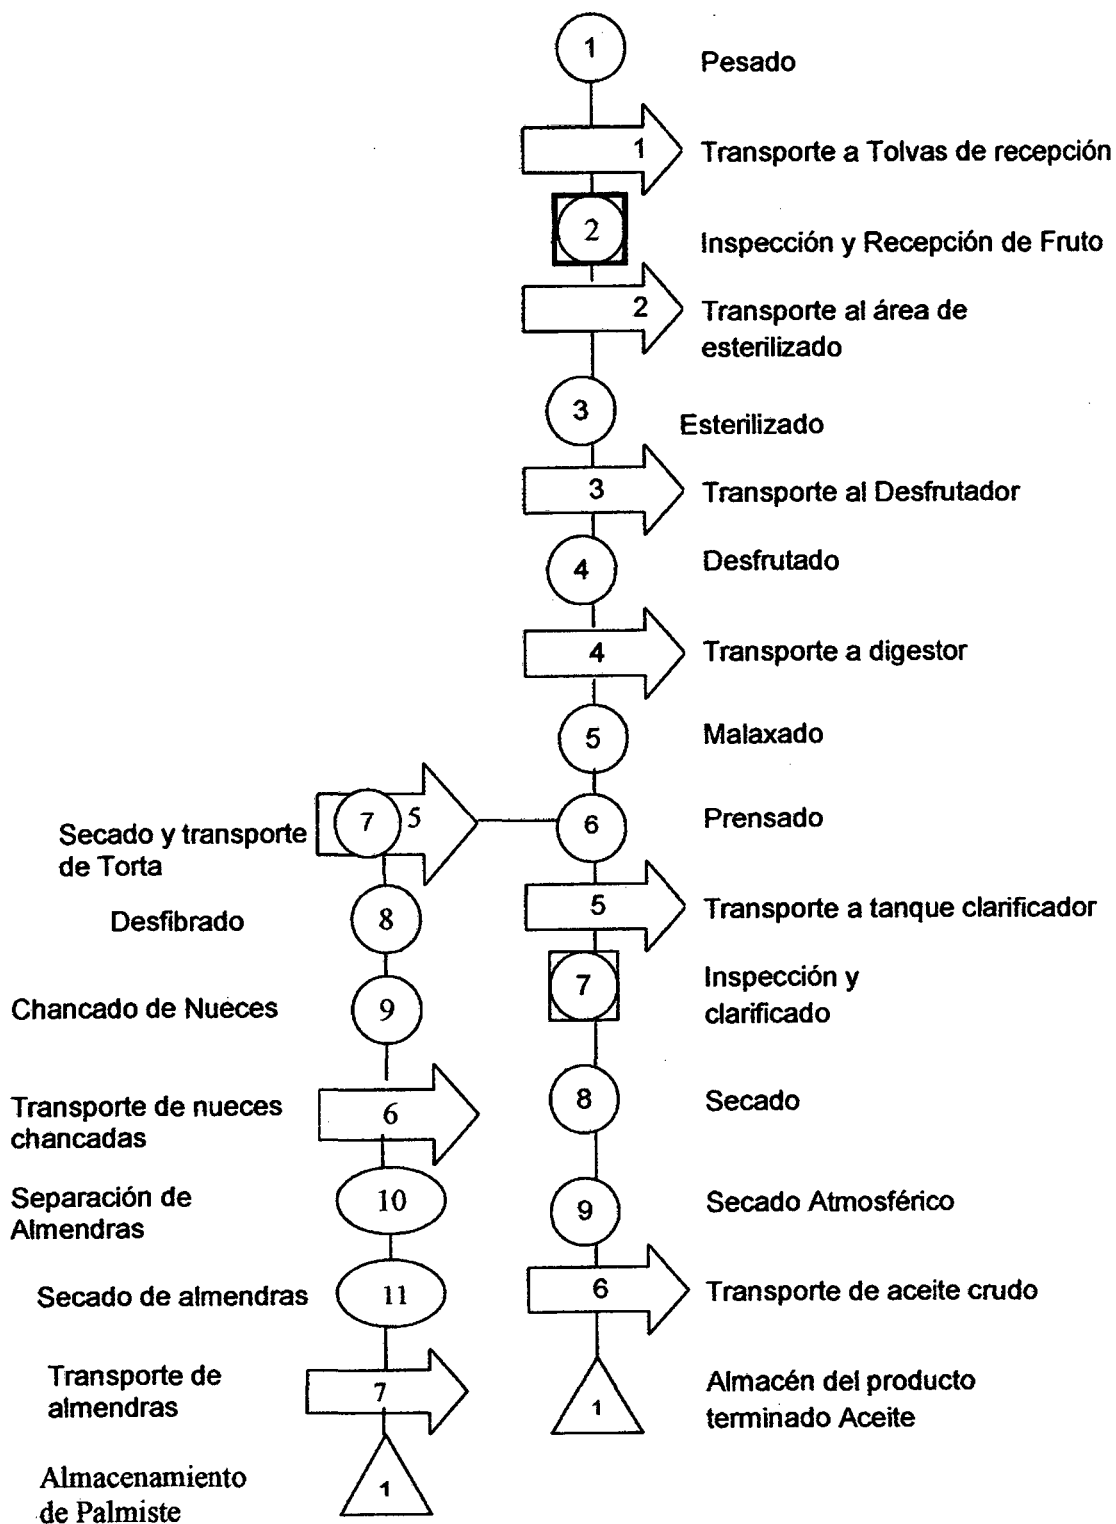 1
Pesado
1
Transporte a Tolvas de recepción
2
Inspección y Recepción de Fruto
2
Transporte al área de
esterilizado
3
Esterilizado
3
Transporte al Desfrutador
4
Desfrutado
4
Transporte a digestor
5
Malaxado
6
Prensado
5
Transporte a tanque clarificador
7
Inspección y
clarificado
8
Secado
9
Secado Atmosférico
6
Transporte de aceite crudo
1
Almacén del producto
terminado Aceite
7 5
Secado y transporte
de Torta
8
Desfibrado
9
Chancado de Nueces
6
Transporte de nueces
chancadas
10
Separación de
Almendras
11
Secado de almendras
7
Transporte de
almendras
1
Almacenamiento
de Palmiste